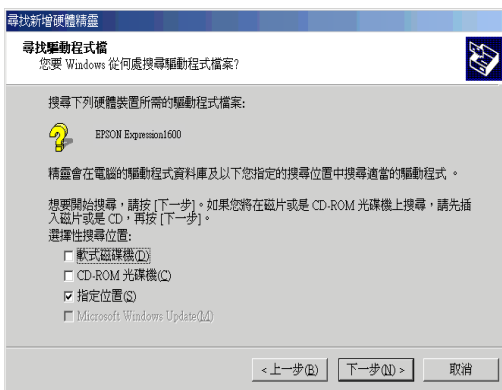 尋找新增硬體精靈
尋找驅動程式檔
您要 Windows 從何處搜尋驅動程式檔案?
搜尋下列硬體裝置所需的驅動程式檔案:
EPSON Expression1600
精靈會在電腦的驅動程式資料庫及以下您指定的搜尋位置中搜尋適當的驅動程式 。
想要開始搜尋，請按 [下一步]。如果您將在磁片或是 CD-ROM 光碟機上搜尋，請先插
入磁片或是 CD，再按 [下一步]。
選擇性搜尋位置:
軟式磁碟機(D)
CD-ROM 光碟機(C)
指定位置(S)
Microsoft Windows Update(M)
< 上一步(B) 下一步(N) > 取消